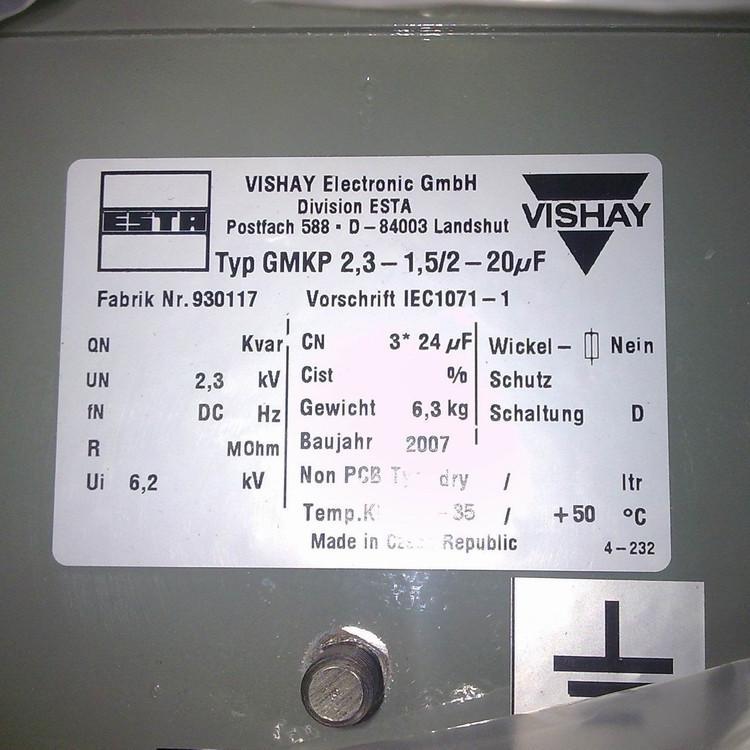 VISHAY Electronic GmbH
Division ESTA
Postfach 588 · D – 84003 Landshut
ESTA
VISHAY
Typ GMKP 2,3 – 1,5/2 – 20µF
Fabrik Nr. 930117 Vorschrift IEC1071 – 1
QN Kvar CN 3* 24 µF Wickel – Nein
UN 2,3 kV Cist % Schutz
fN DC Hz Gewicht 6,3 kg Schaltung D
R MOhm Baujahr 2007
Ui 6,2 kV Non PCB dry / ltr
-35 / +50 °C
Made in Republic
4 – 232